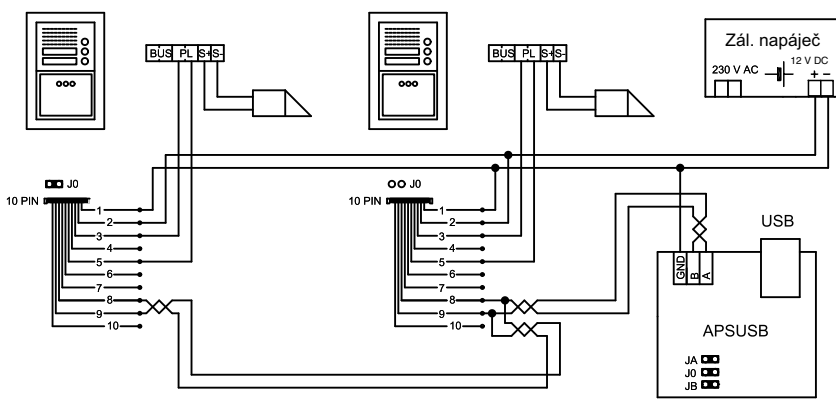 BUS PL S+ S-
BUS PL S+ S-
Zál. napáječ
230 V AC
12 V DC
+ -
J0
10 PIN
1
2
3
4
5
6
7
8
9
10
J0
10 PIN
1
2
3
4
5
6
7
8
9
10
USB
GND
B
A
APSUSB
JA
J0
JB